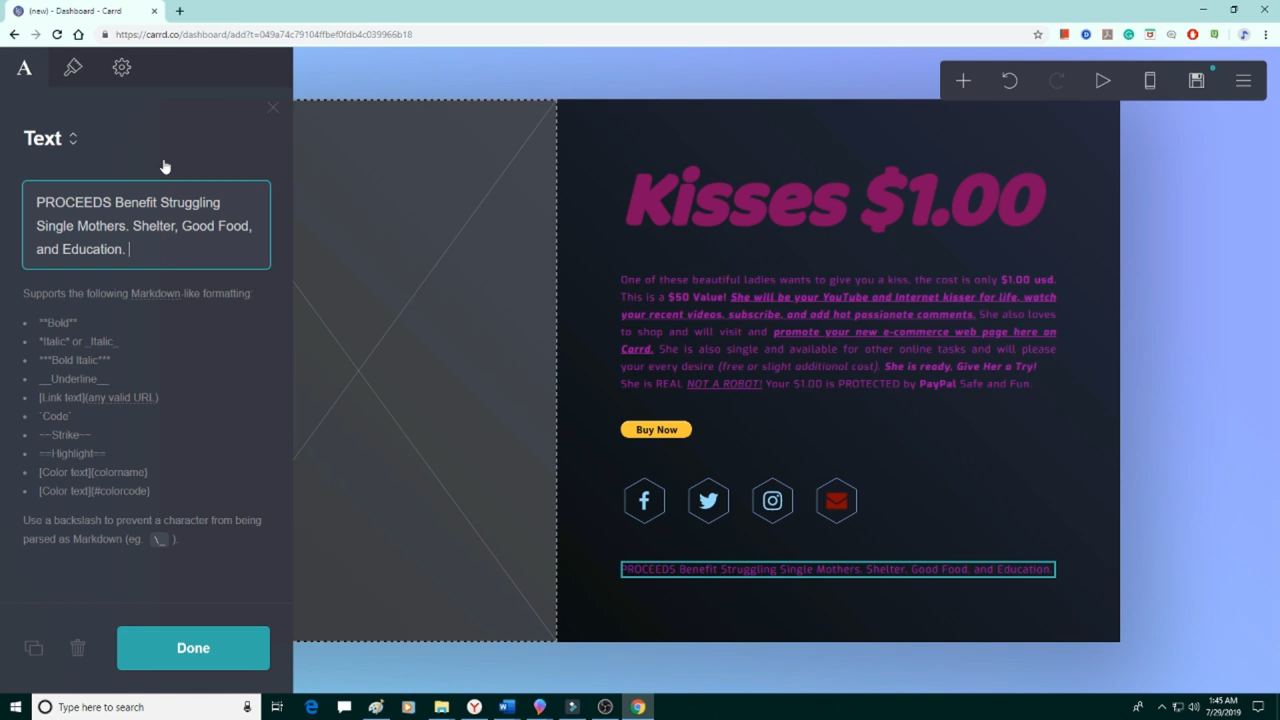 (new) - Dashboard - Carrd
https://carrd.co/dashboard/add?t=049a74c79104ffbef0fdb4c039966b18
A
Text
PROCEEDS Benefit Struggling
Single Mothers. Shelter, Good Food,
and Education.
Supports the following Markdown-like formatting:
**Bold**
*Italic* or _Italic_
***Bold Italic***
__Underline__
[Link text](any valid URL)
`Code`
~~Strike~~
==Highlight==
[Color text]{colorname}
[Color text]{#colorcode}
Use a backslash to prevent a character from being
parsed as Markdown (eg. \_ ).
Done
Kisses $1.00
One of these beautiful ladies wants to give you a kiss, the cost is only $1.00 usd.
This is a $50 Value! She will be your YouTube and Internet kisser for life, watch
your recent videos, subscribe, and add hot passionate comments. She also loves
to shop and will visit and promote your new e-commerce web page here on
Carrd. She is also single and available for other online tasks and will please
your every desire (free or slight additional cost). She is ready, Give Her a Try!
She is REAL NOT A ROBOT! Your $1.00 is PROTECTED by PayPal Safe and Fun.
Buy Now
PROCEEDS Benefit Struggling Single Mothers. Shelter, Good Food, and Education.
Type here to search
1:45 AM
7/29/2019